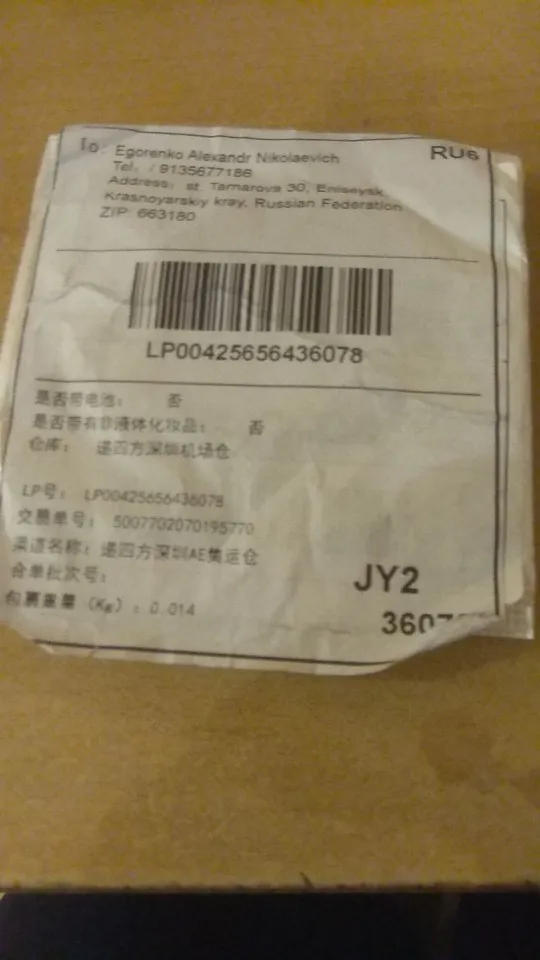 To: Egorenko Alexandr Nikolaevich
RU6
Tel: / 9135677186
Address: st. Tamarova 30, Eniseysk,
Krasnoyarskiy kray, Russian Federation
ZIP: 663180
LP00425656436078
是否带电池: 否
是否带有非液体化妆品: 否
仓库: 递四方深圳机场仓
LP号: LP00425656436078
交易单号: 5007702070195770
渠道名称: 递四方深圳AE集运仓
合单批次号:
JY2
包裹重量 (Kg): 0.014